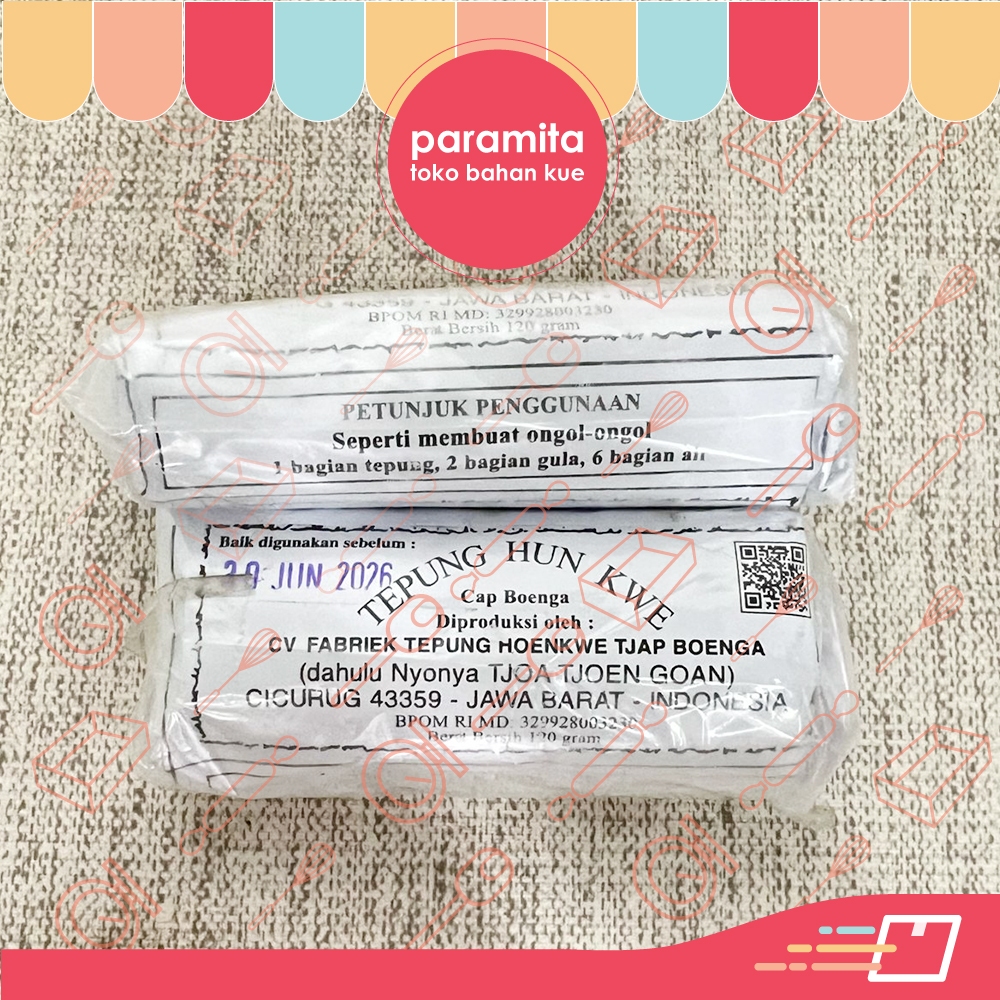 paramita
toko bahan kue
43359 - JAWA BARAT - INDONESIA
BPOM RI MD: 329928003230
Berat Bersih 120 gram
PETUNJUK PENGGUNAAN
Seperti membuat ongol-ongol
1 bagian tepung, 2 bagian gula, 6 bagian air
Baik digunakan sebelum :
JUN 2026
TEPUNG HUN KWE
Cap Boenga
Diproduksi oleh :
CV FABRIEK TEPUNG HOENKWE TJAP BOENGA
(dahulu Nyonya TJOA TJOEN GOAN)
CICURUG 43359 - JAWA BARAT - INDONESIA
BPOM RI MD. 329928003230
Berat Bersih 120 gram